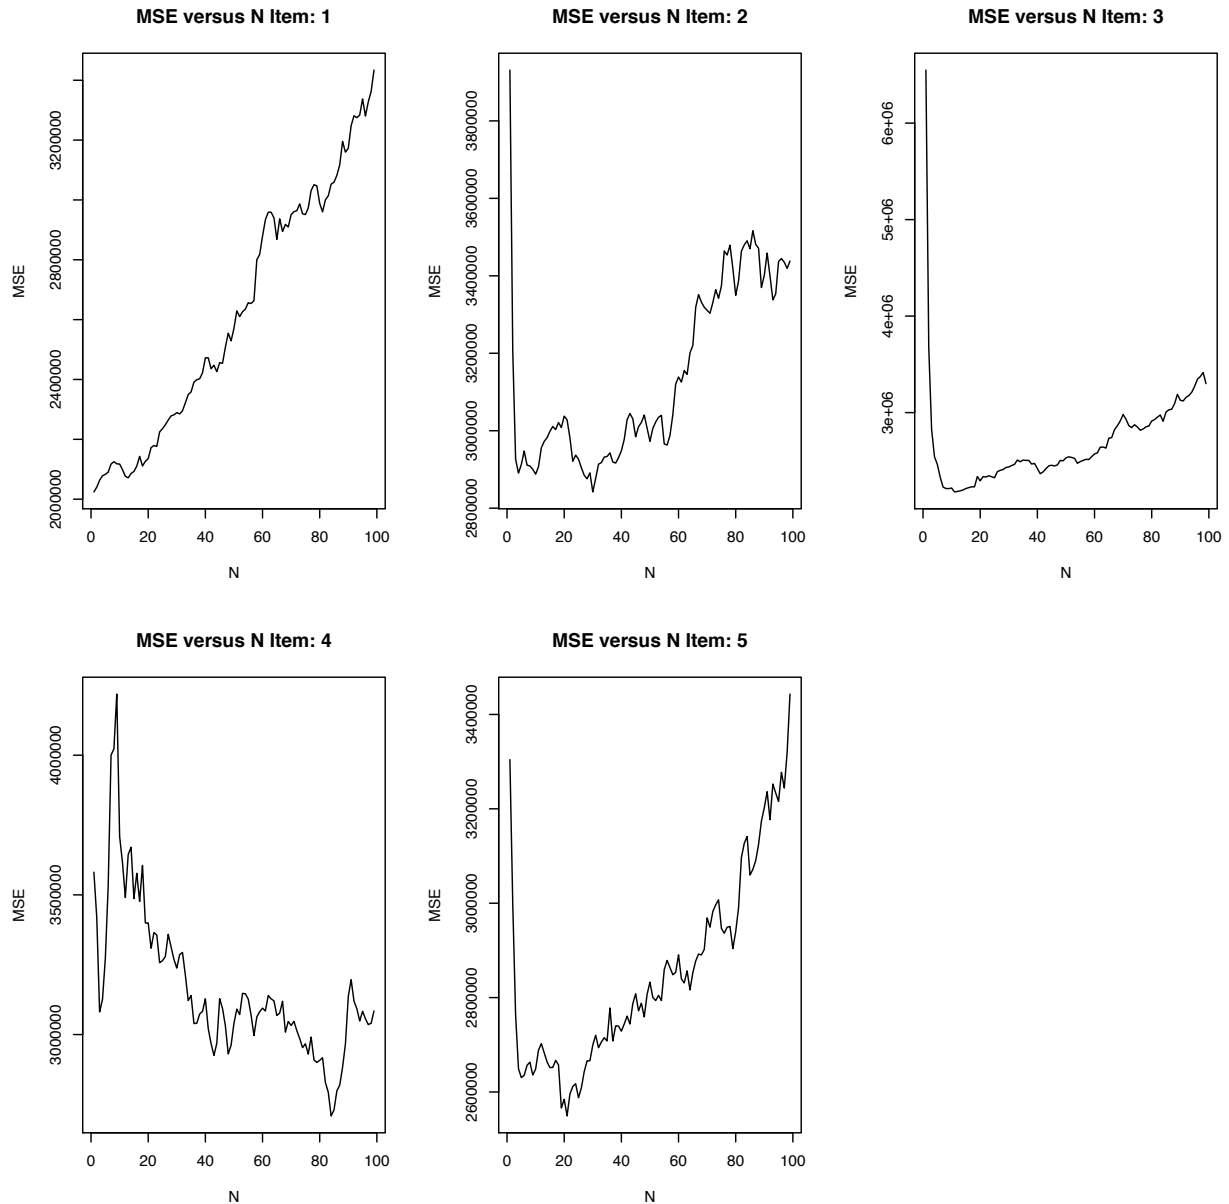 MSE versus N Item: 1
MSE
2000000 2400000 2800000 3200000
0 20 40 60 80 100
N
MSE versus N Item: 2
MSE
2800000 3000000 3200000 3400000 3600000 3800000
0 20 40 60 80 100
N
MSE versus N Item: 3
MSE
3e+06 4e+06 5e+06 6e+06
0 20 40 60 80 100
N
MSE versus N Item: 4
MSE
3000000 3500000 4000000
0 20 40 60 80 100
N
MSE versus N Item: 5
MSE
2600000 2800000 3000000 3200000 3400000
0 20 40 60 80 100
N